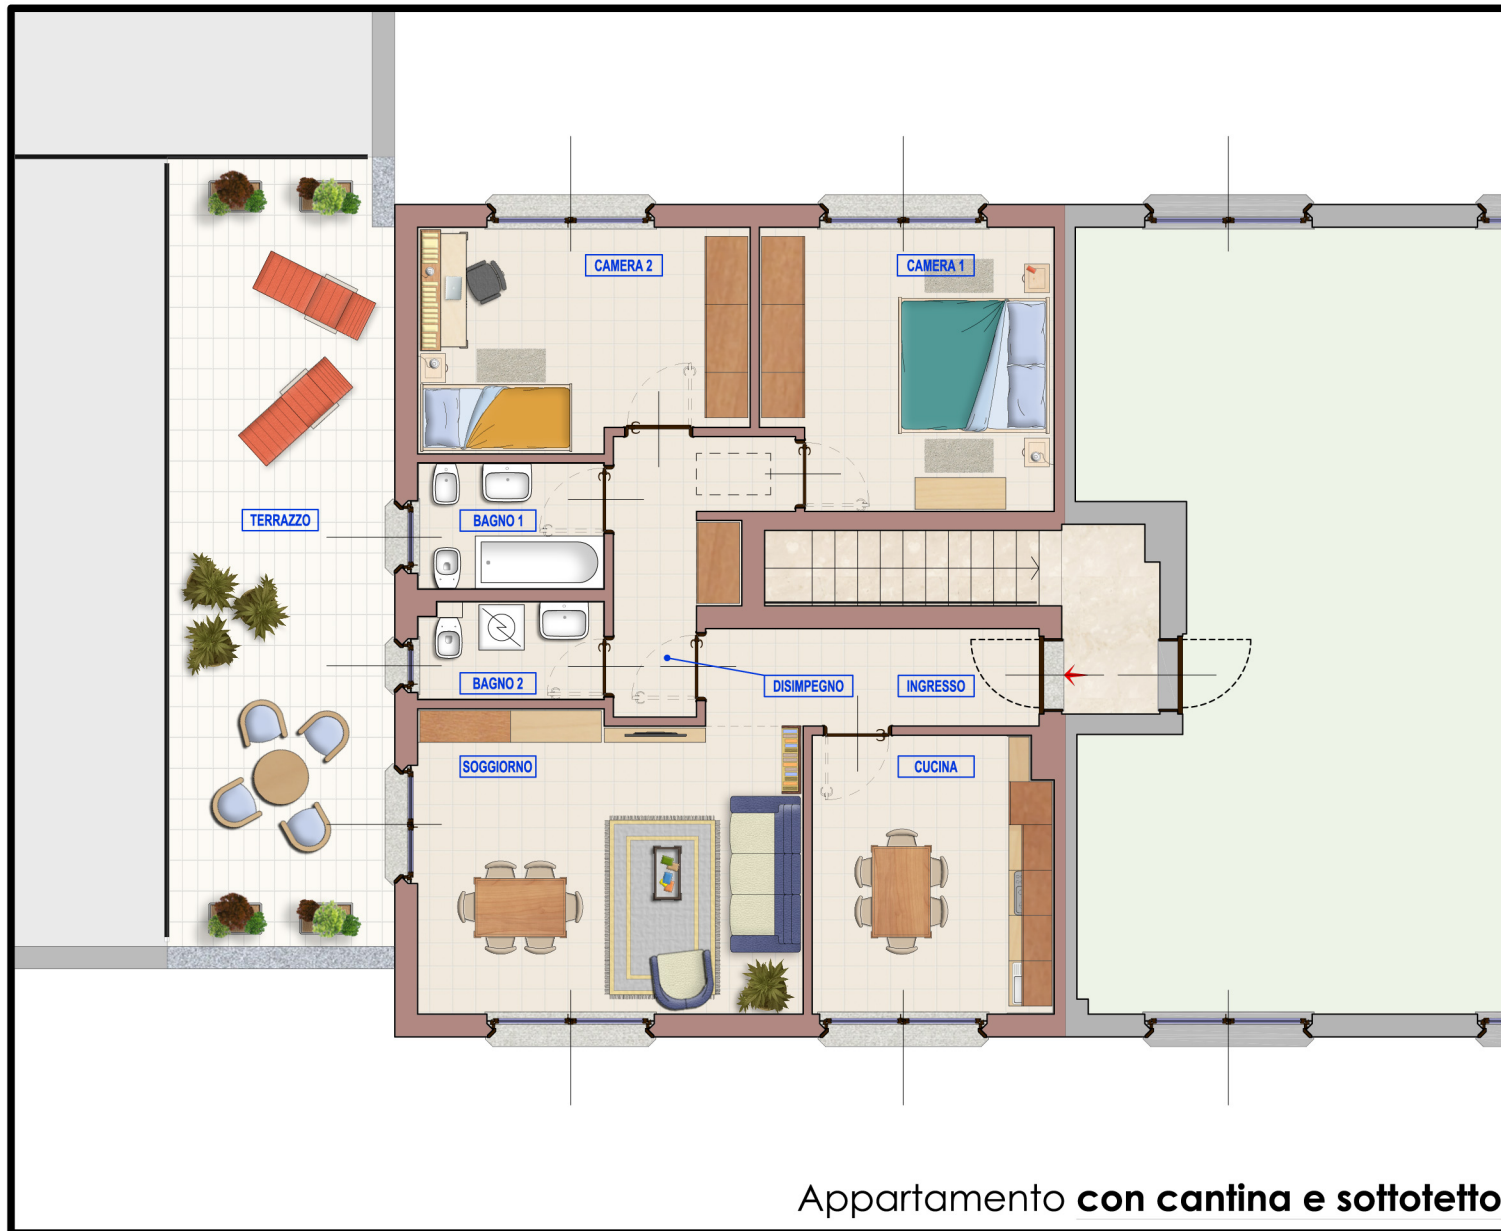 CAMERA 2
CAMERA 1
TERRAZZO
BAGNO 1
BAGNO 2
DISIMPEGNO
INGRESSO
SOGGIORNO
CUCINA
Appartamento con cantina e sottotetto